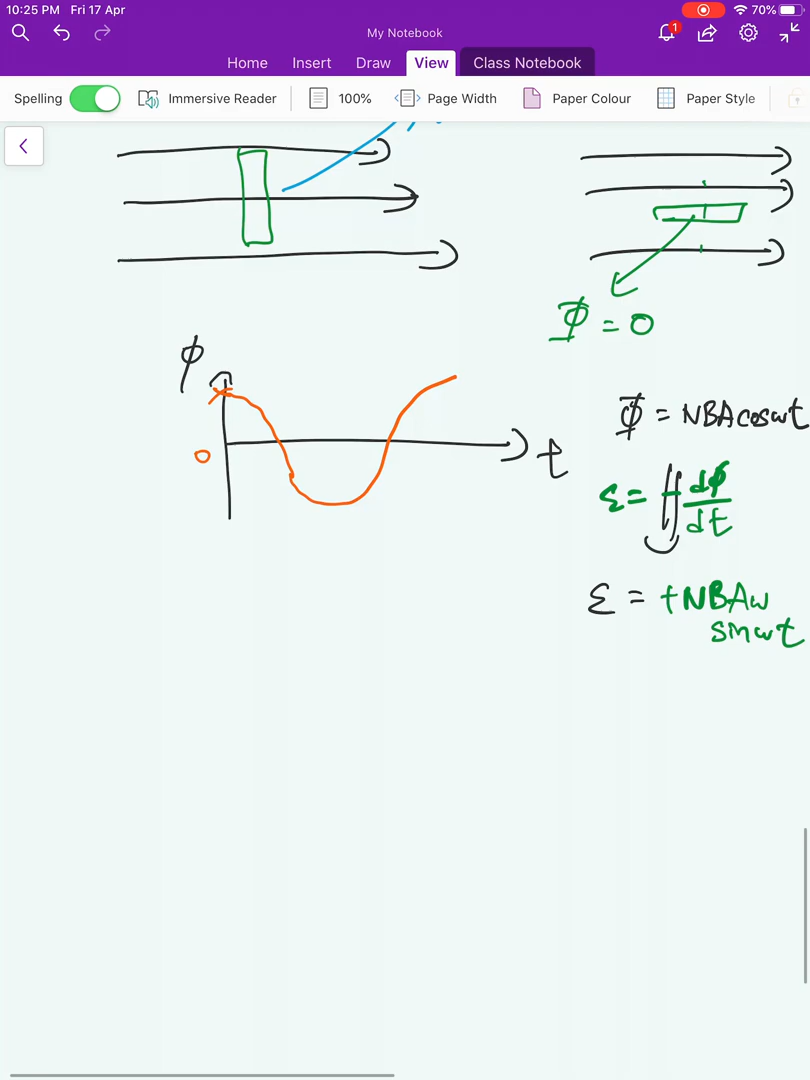 10:25 PM Fri 17 Apr
70%
My Notebook
1
Home Insert Draw View Class Notebook
Spelling Immersive Reader 100% Page Width Paper Colour Paper Style
Φ = 0
ϕ
0
t
Φ = NBAcosωt
ε = - dϕ/dt
ε = +NBAω
sinωt